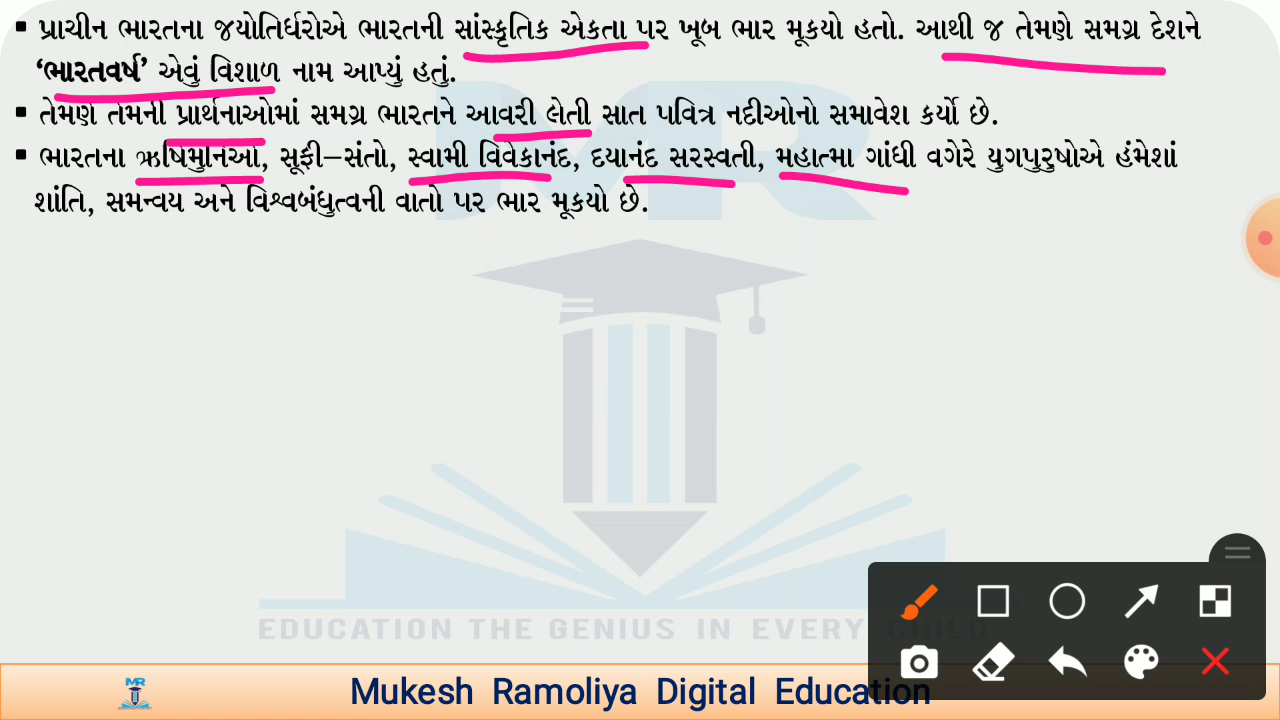 ▪ પ્રાચીન ભારતના જયોતિર્ધરોએ ભારતની સાંસ્કૃતિક એકતા પર ખૂબ ભાર મૂકયો હતો. આથી જ તેમણે સમગ્ર દેશને
‘ભારતવર્ષ’ એવું વિશાળ નામ આપ્યું હતું.
▪ તેમણે તેમની પ્રાર્થનાઓમાં સમગ્ર ભારતને આવરી લેતી સાત પવિત્ર નદીઓનો સમાવેશ કર્યો છે.
▪ ભારતના ઋષિમુનિઓ, સૂફી–સંતો, સ્વામી વિવેકાનંદ, દયાનંદ સરસ્વતી, મહાત્મા ગાંધી વગેરે યુગપુરુષોએ હંમેશાં
શાંતિ, સમન્વય અને વિશ્વબંધુત્વની વાતો પર ભાર મૂકયો છે.
MR
EDUCATION THE GENIUS IN EVERY CHILD...
MR
Mukesh Ramoliya Digital Education